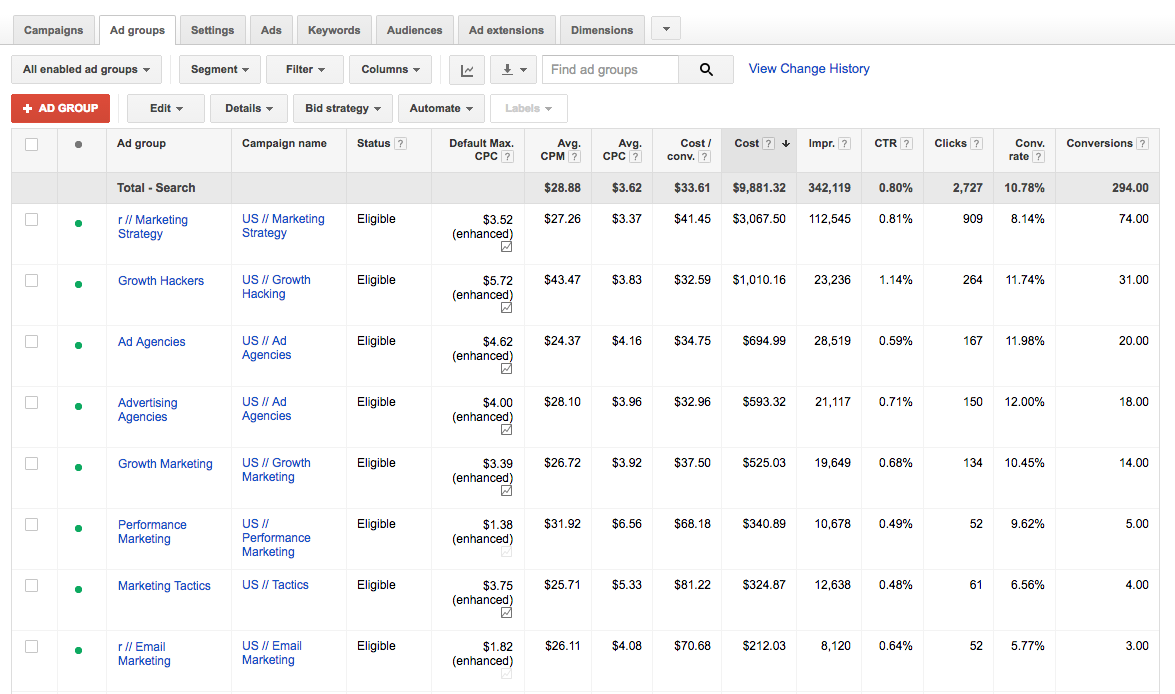 Campaigns Ad groups Settings Ads Keywords Audiences Ad extensions Dimensions
All enabled ad groups Segment Filter Columns Find ad groups View Change History
+ AD GROUP Edit Details Bid strategy Automate Labels
Ad group Campaign name Status ? Default Max. CPC ? Avg. CPM ? Avg. CPC ? Cost / conv. ? Cost ? Impr. ? CTR ? Clicks ? Conv. rate ? Conversions ?
Total - Search $28.88 $3.62 $33.61 $9,881.32 342,119 0.80% 2,727 10.78% 294.00
r // Marketing US // Marketing Eligible $3.52 $27.26 $3.37 $41.45 $3,067.50 112,545 0.81% 909 8.14% 74.00
Strategy Strategy (enhanced)
Growth Hackers US // Growth Eligible $5.72 $43.47 $3.83 $32.59 $1,010.16 23,236 1.14% 264 11.74% 31.00
Hacking (enhanced)
Ad Agencies US // Ad Eligible $4.62 $24.37 $4.16 $34.75 $694.99 28,519 0.59% 167 11.98% 20.00
Agencies (enhanced)
Advertising US // Ad Eligible $4.00 $28.10 $3.96 $32.96 $593.32 21,117 0.71% 150 12.00% 18.00
Agencies Agencies (enhanced)
Growth Marketing US // Growth Eligible $3.39 $26.72 $3.92 $37.50 $525.03 19,649 0.68% 134 10.45% 14.00
Marketing (enhanced)
Performance US // Eligible $1.38 $31.92 $6.56 $68.18 $340.89 10,678 0.49% 52 9.62% 5.00
Marketing Performance (enhanced)
Marketing
Marketing Tactics US // Tactics Eligible $3.75 $25.71 $5.33 $81.22 $324.87 12,638 0.48% 61 6.56% 4.00
(enhanced)
r // Email US // Email Eligible $1.82 $26.11 $4.08 $70.68 $212.03 8,120 0.64% 52 5.77% 3.00
Marketing Marketing (enhanced)